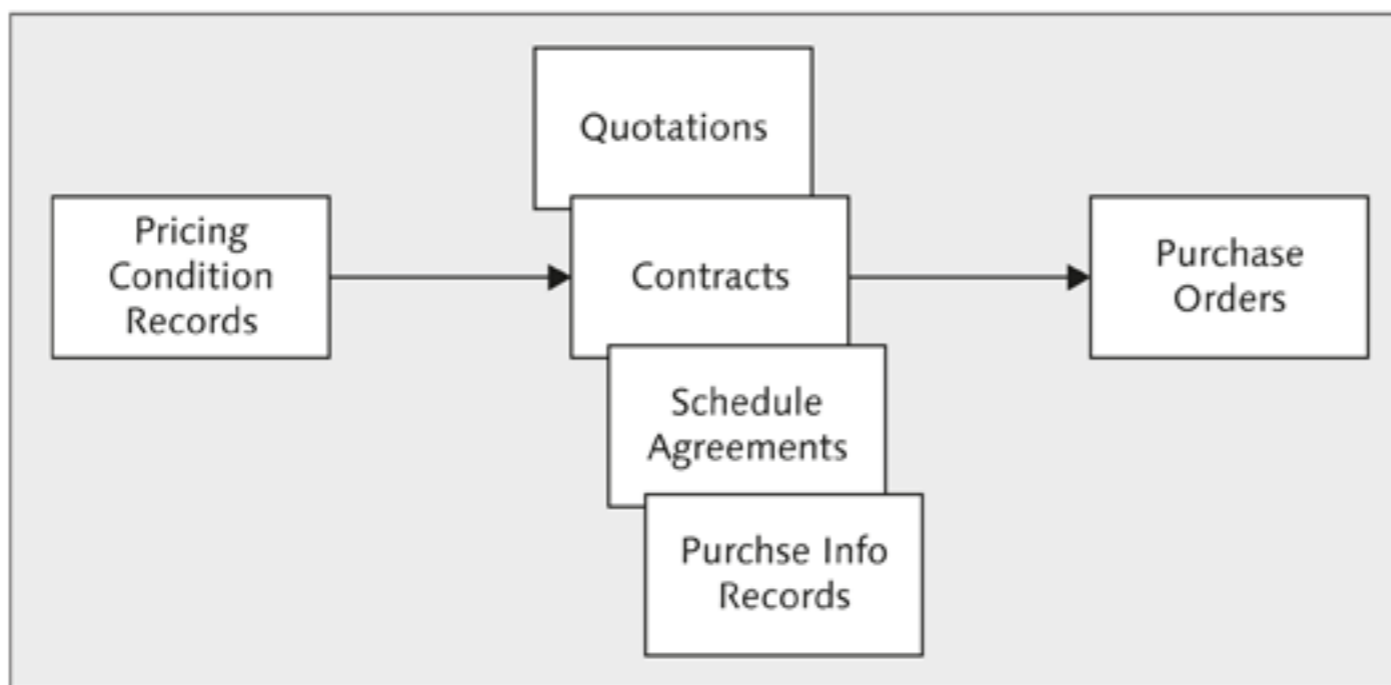 Quotations
Pricing
Condition
Records
Contracts
Purchase
Orders
Schedule
Agreements
Purchse Info
Records